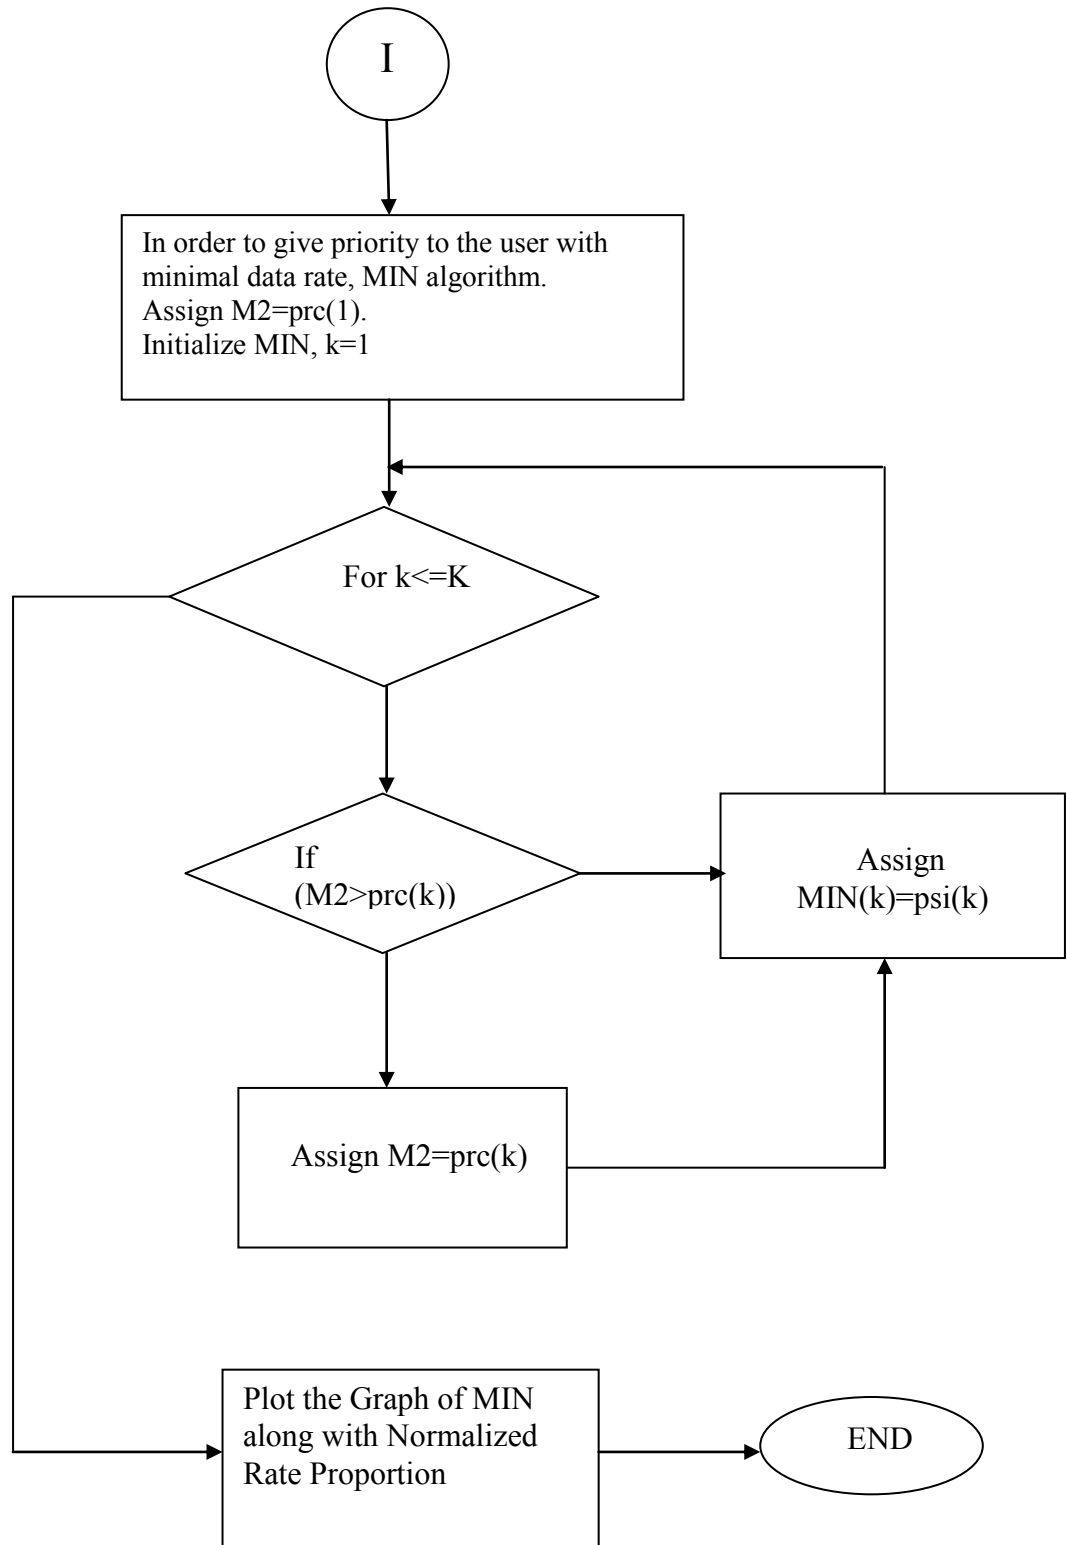 I
In order to give priority to the user with
minimal data rate, MIN algorithm.
Assign M2=prc(1).
Initialize MIN, k=1
For k<=K
If
(M2>prc(k))
Assign
MIN(k)=psi(k)
Assign M2=prc(k)
Plot the Graph of MIN
along with Normalized
Rate Proportion
END